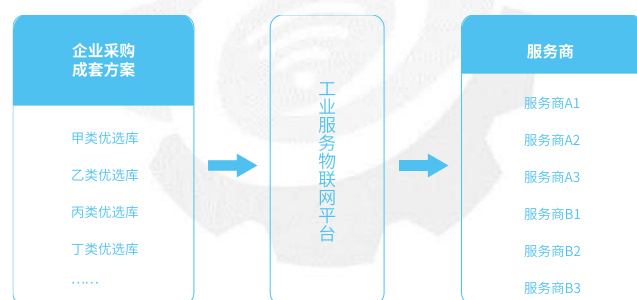 企业采购
成套方案
甲类优选库
乙类优选库
丙类优选库
丁类优选库
……
工业服务物联网平台
服务商
服务商A1
服务商A2
服务商A3
服务商B1
服务商B2
服务商B3